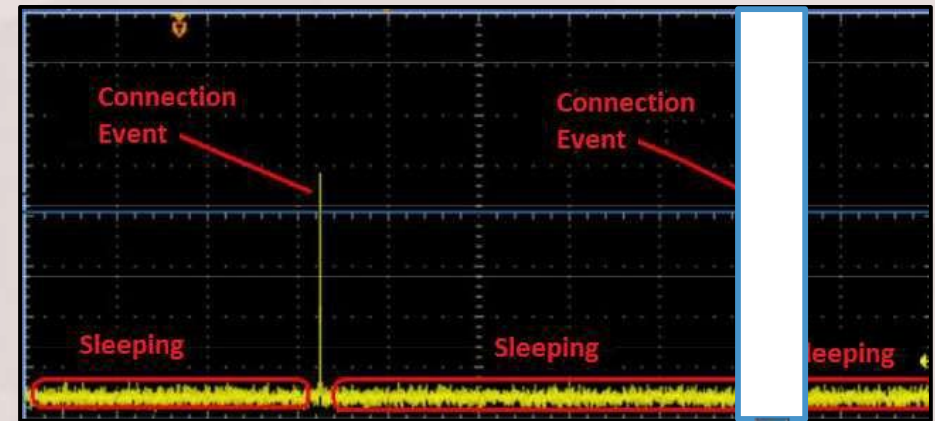 Connection
Event
Connection
Event
Sleeping
Sleeping
leeping